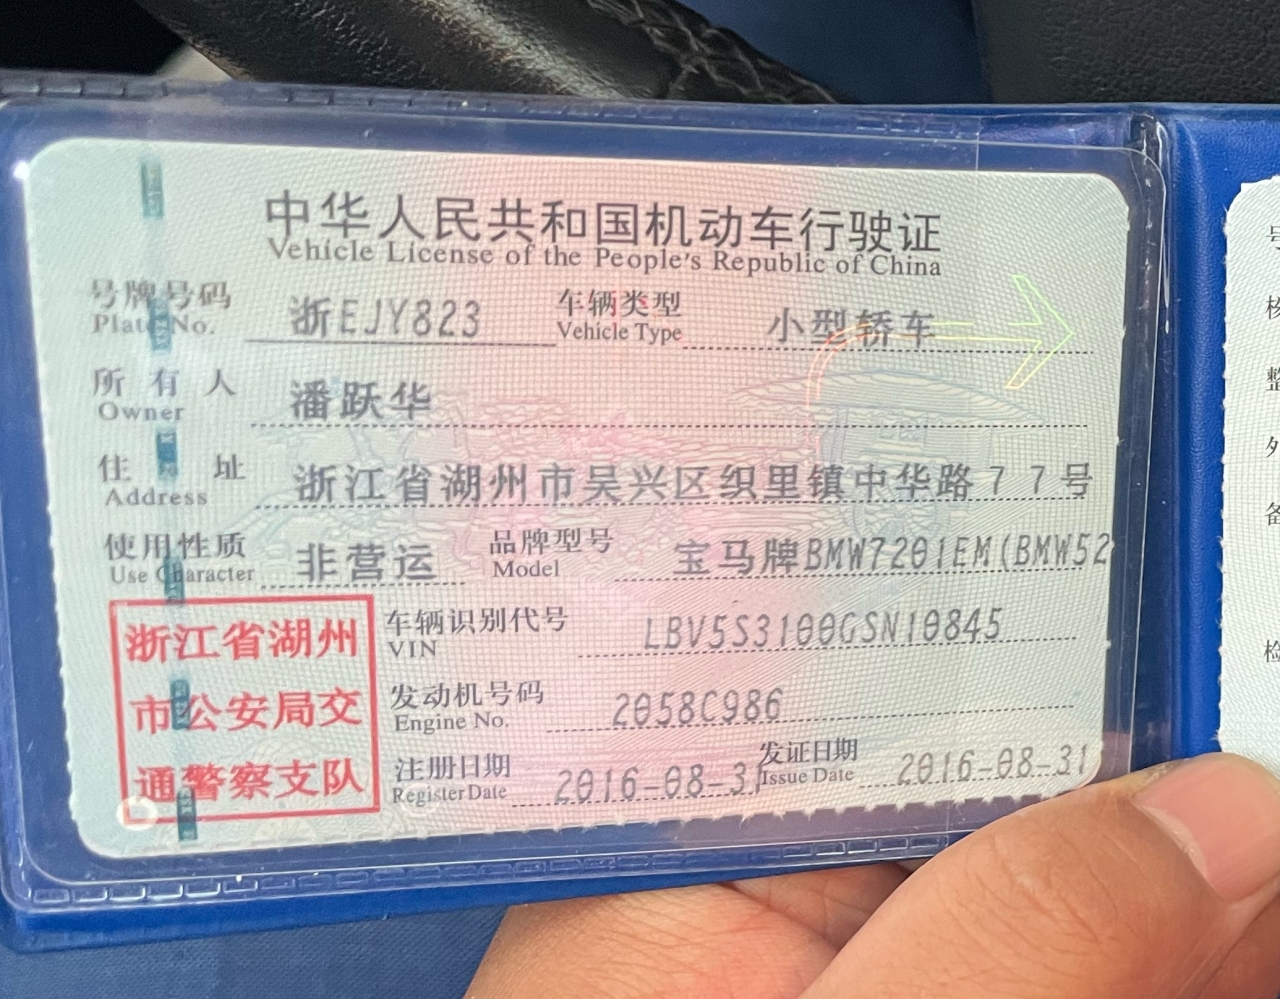 中华人民共和国机动车行驶证
Vehicle License of the People's Republic of China
号牌号码 浙EJY823 车辆类型 小型轿车
Plate No. Vehicle Type
所有人 潘跃华
Owner
住址 浙江省湖州市吴兴区织里镇中华路77号
Address
使用性质 非营运 品牌型号 宝马牌BMW7201EM(BMW52
Use Character Model
浙江省湖州
市公安局交
通警察支队
车辆识别代号 LBV5S3100GSN10845
VIN
发动机号码 2058C986
Engine No.
注册日期 2016-08-31 发证日期 2016-08-31
Register Date Issue Date
号
核
整
外
备
检